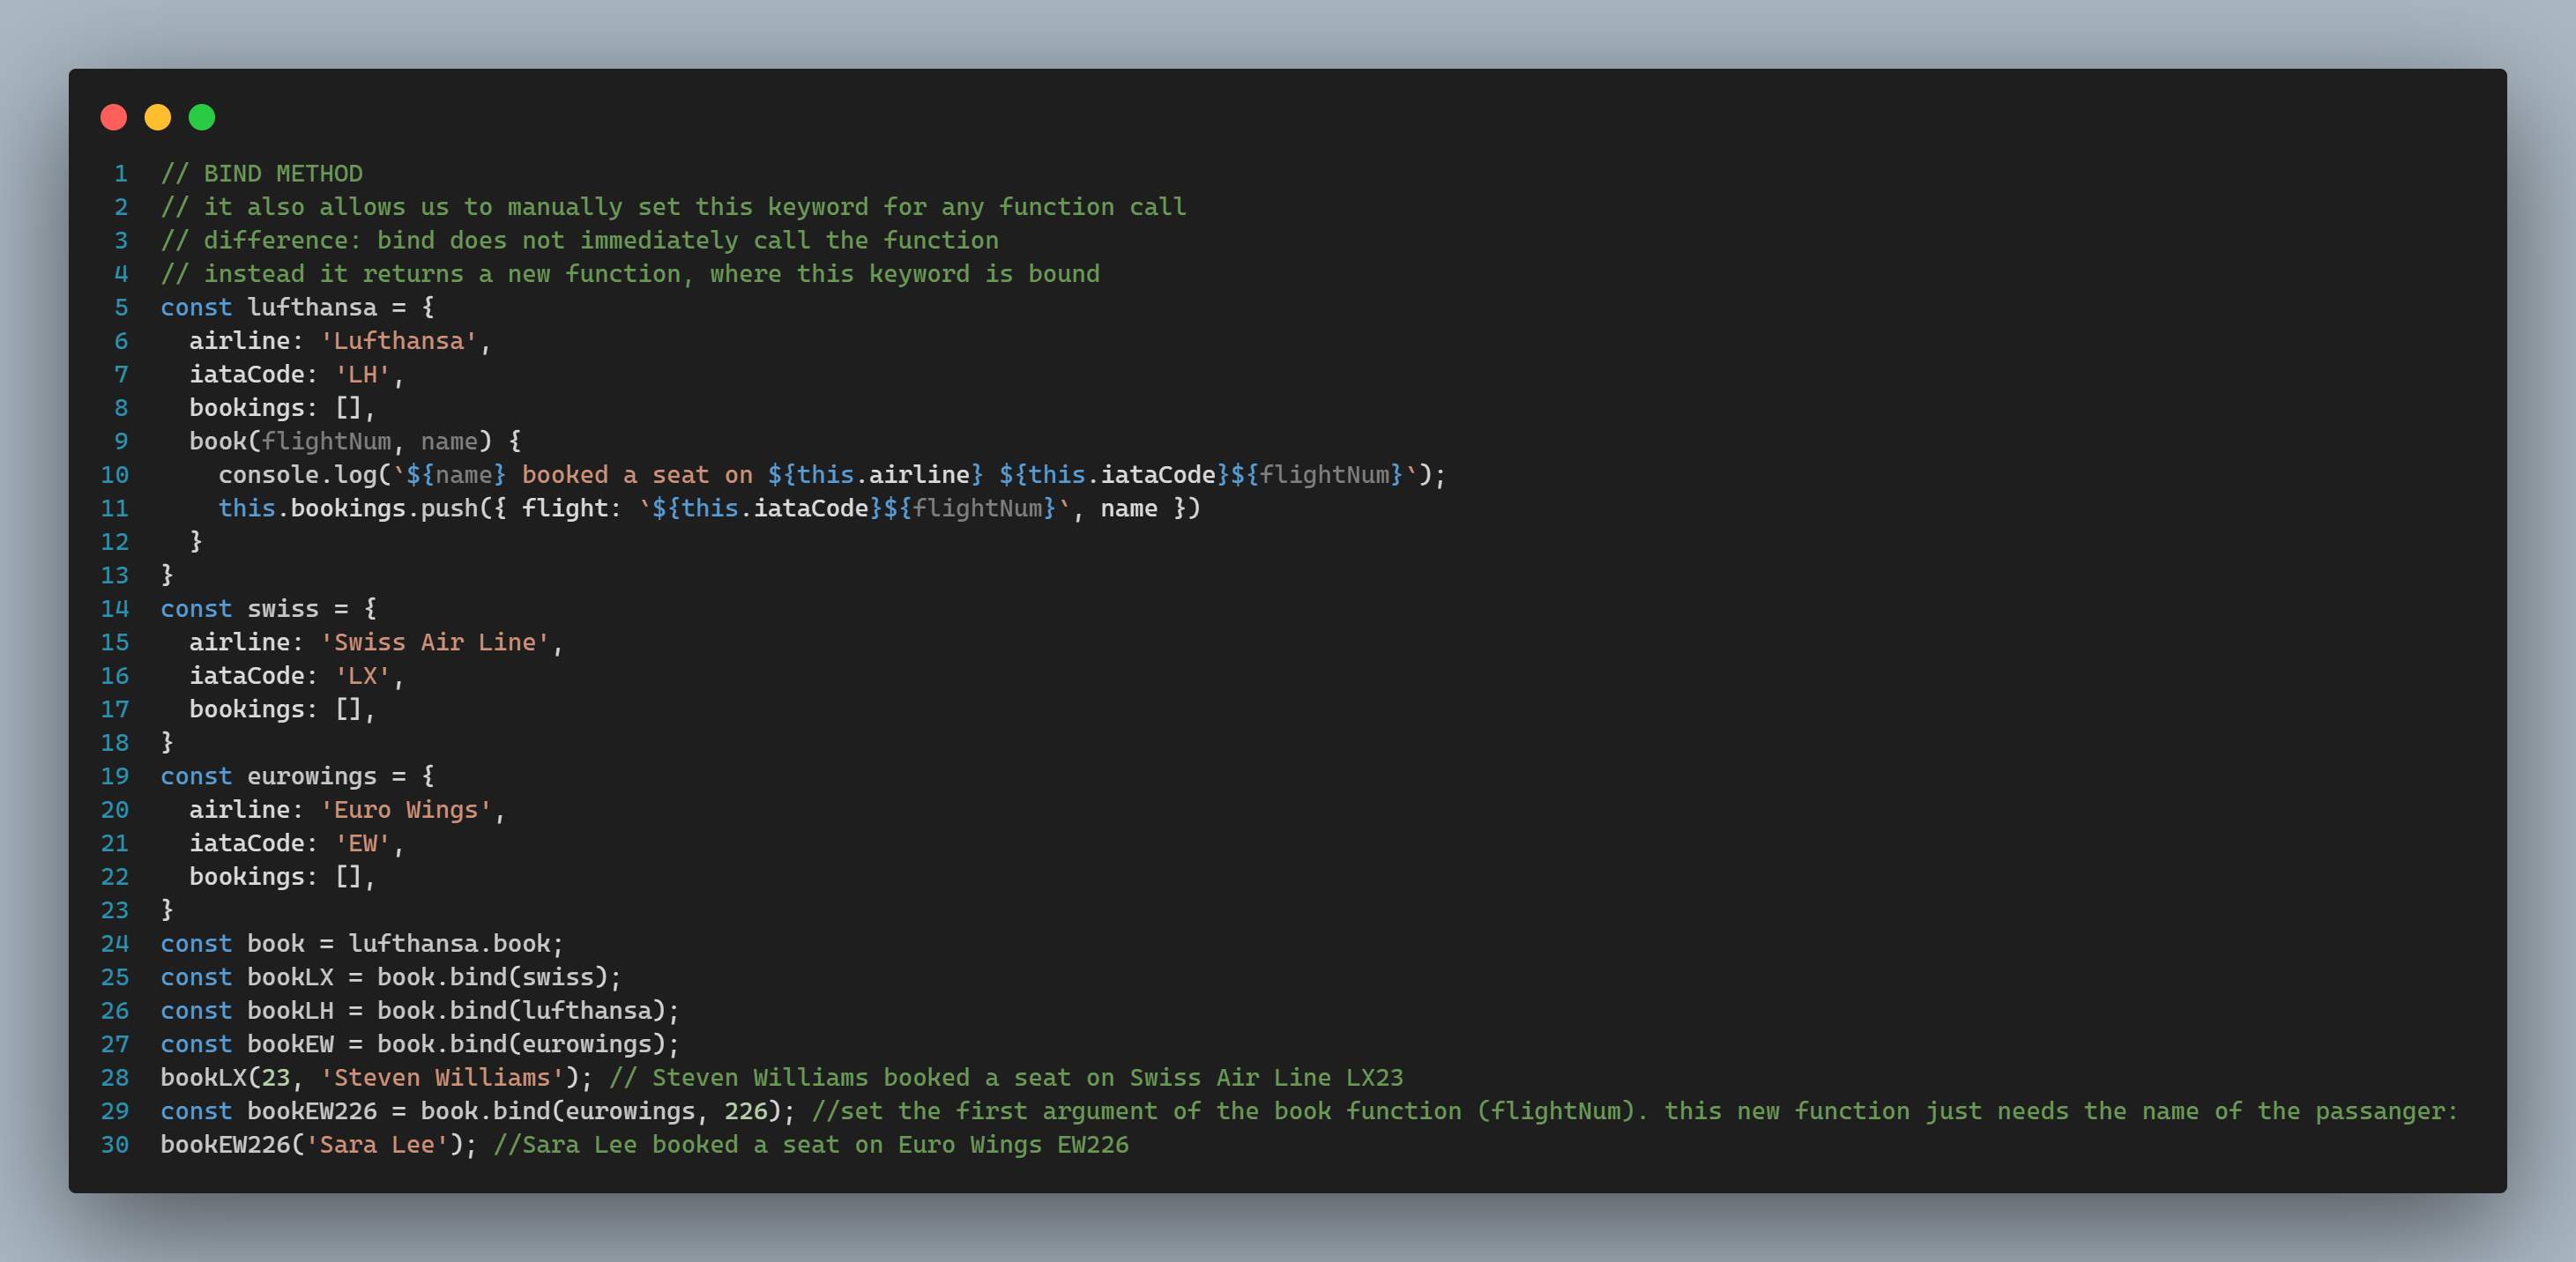 1 // BIND METHOD
2 // it also allows us to manually set this keyword for any function call
3 // difference: bind does not immediately call the function
4 // instead it returns a new function, where this keyword is bound
5 const lufthansa = {
6   airline: 'Lufthansa',
7   iataCode: 'LH',
8   bookings: [],
9   book(flightNum, name) {
10     console.log(`${name} booked a seat on ${this.airline} ${this.iataCode}${flightNum}`);
11     this.bookings.push({ flight: `${this.iataCode}${flightNum}`, name })
12   }
13 }
14 const swiss = {
15   airline: 'Swiss Air Line',
16   iataCode: 'LX',
17   bookings: [],
18 }
19 const eurowings = {
20   airline: 'Euro Wings',
21   iataCode: 'EW',
22   bookings: [],
23 }
24 const book = lufthansa.book;
25 const bookLX = book.bind(swiss);
26 const bookLH = book.bind(lufthansa);
27 const bookEW = book.bind(eurowings);
28 bookLX(23, 'Steven Williams'); // Steven Williams booked a seat on Swiss Air Line LX23
29 const bookEW226 = book.bind(eurowings, 226); //set the first argument of the book function (flightNum). this new function just needs the name of the passanger:
30 bookEW226('Sara Lee'); //Sara Lee booked a seat on Euro Wings EW226